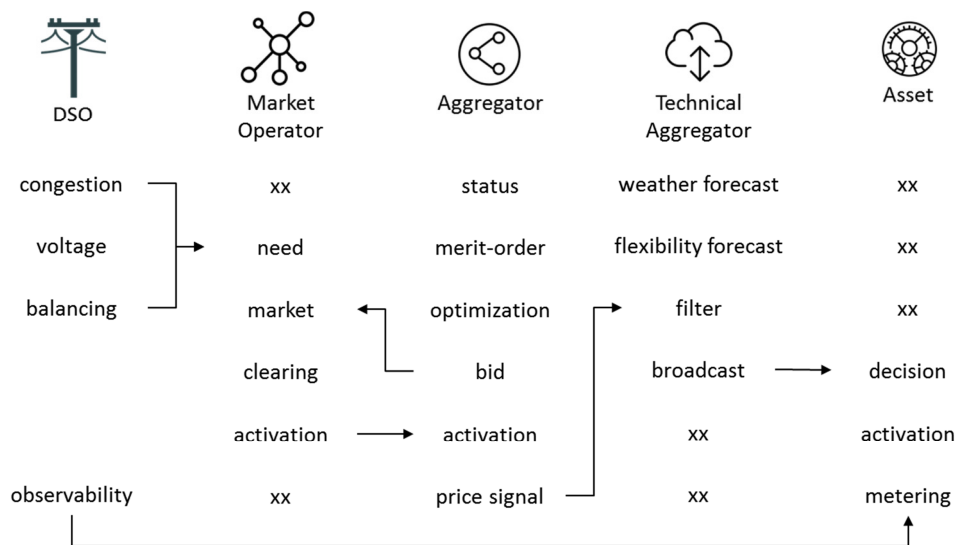 DSO
Market
Operator
Aggregator
Technical
Aggregator
Asset
congestion xx status weather forecast xx
voltage need merit-order flexibility forecast xx
balancing market optimization filter xx
clearing bid broadcast decision
activation activation xx activation
observability xx price signal xx metering